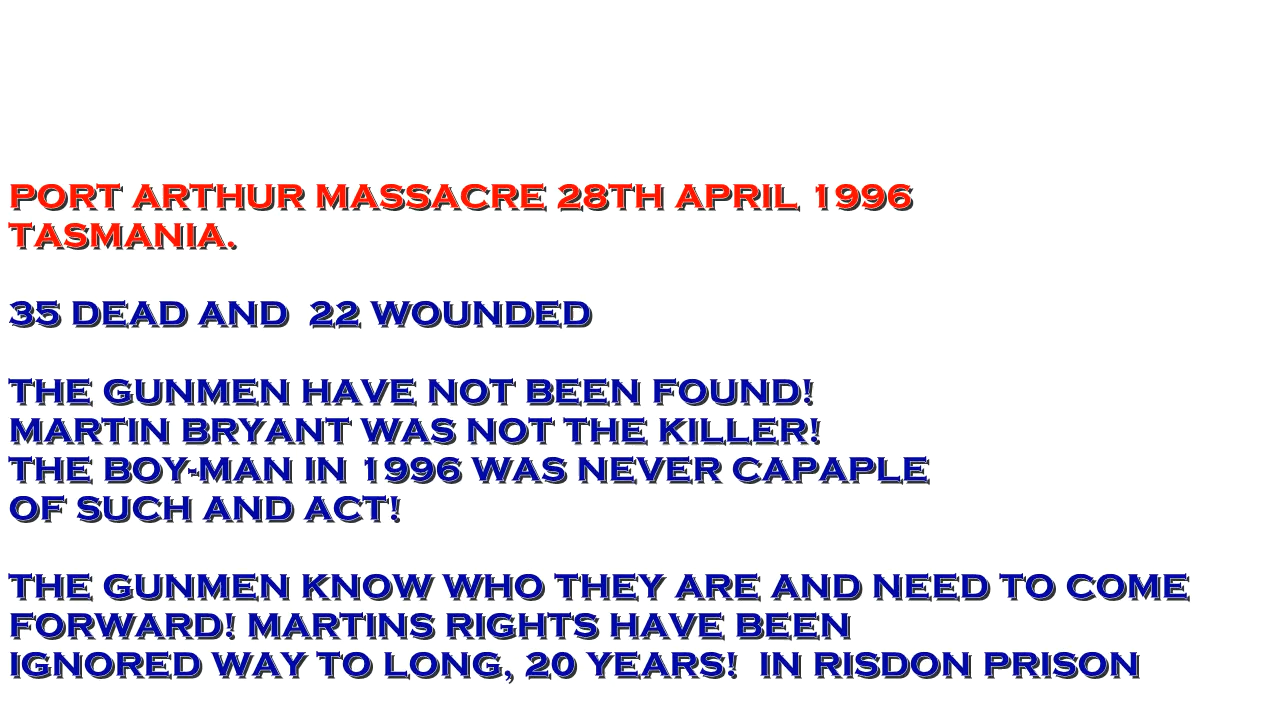 PORT ARTHUR MASSACRE 28TH APRIL 1996
TASMANIA.
35 DEAD AND 22 WOUNDED
THE GUNMEN HAVE NOT BEEN FOUND!
MARTIN BRYANT WAS NOT THE KILLER!
THE BOY-MAN IN 1996 WAS NEVER CAPAPLE
OF SUCH AND ACT!
THE GUNMEN KNOW WHO THEY ARE AND NEED TO COME
FORWARD! MARTINS RIGHTS HAVE BEEN
IGNORED WAY TO LONG, 20 YEARS! IN RISDON PRISON